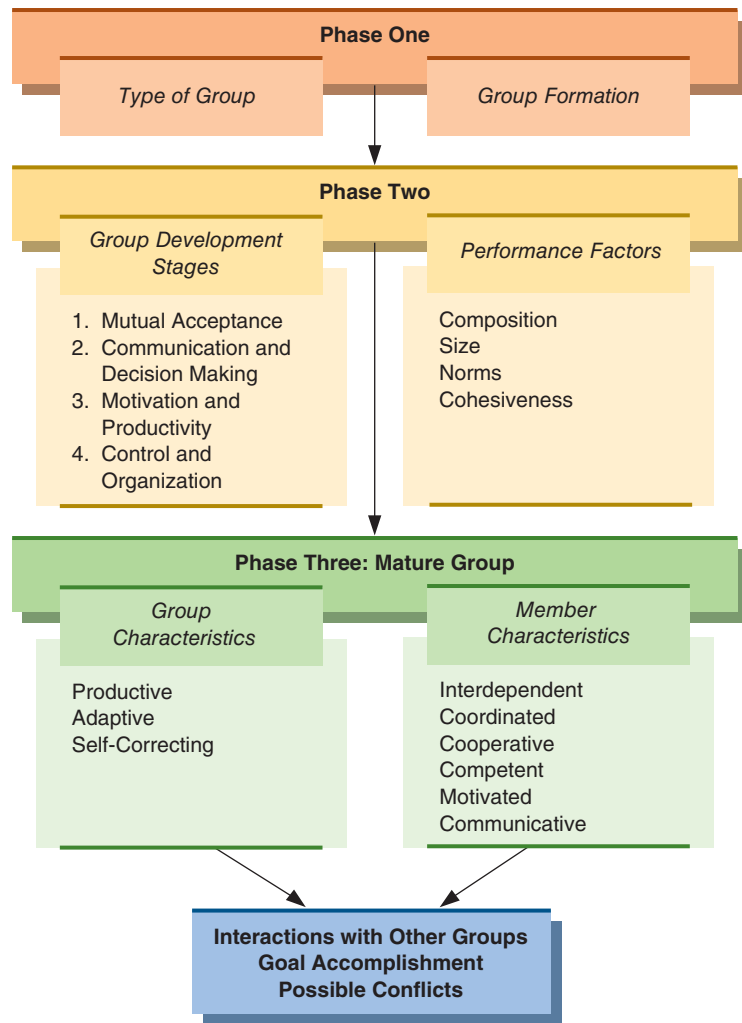 Phase One
Type of Group
Group Formation
Phase Two
Group Development
Stages
1. Mutual Acceptance
2. Communication and
Decision Making
3. Motivation and
Productivity
4. Control and
Organization
Performance Factors
Composition
Size
Norms
Cohesiveness
Phase Three: Mature Group
Group
Characteristics
Productive
Adaptive
Self-Correcting
Member
Characteristics
Interdependent
Coordinated
Cooperative
Competent
Motivated
Communicative
Interactions with Other Groups
Goal Accomplishment
Possible Conflicts